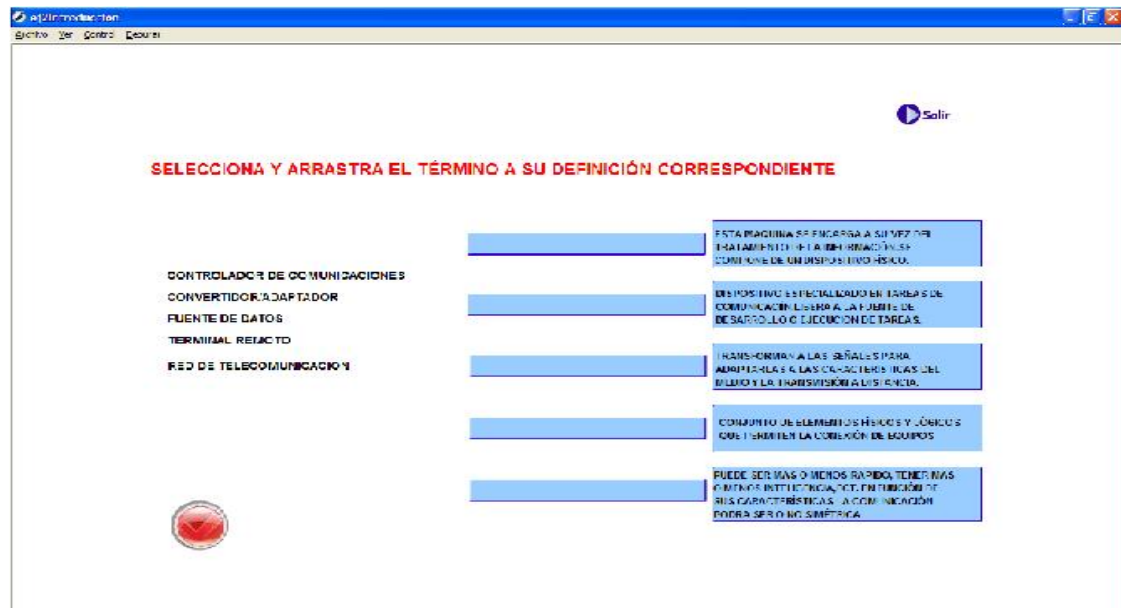 ej2Introduccion
Archivo Ver Control Depurar
Salir
SELECCIONA Y ARRASTRA EL TÉRMINO A SU DEFINICIÓN CORRESPONDIENTE
CONTROLADOR DE COMUNICACIONES
CONVERTIDOR/ADAPTADOR
FUENTE DE DATOS
TERMINAL REMOTO
RED DE TELECOMUNICACION
ESTA MAQUINA SE ENCARGA A SU VEZ DEL
TRATAMIENTO DE LA INFORMACIÓN. SE
COMPONE DE UN DISPOSITIVO FÍSICO.
DISPOSITIVO ESPECIALIZADO EN TAREAS DE
COMUNICACIÓN LIBERA A LA FUENTE DE
DESARROLLO O EJECUCION DE TAREAS.
TRANSFORMAN A LAS SEÑALES PARA
ADAPTARLAS A LAS CARACTERISTICAS DEL
MEDIO Y LA TRANSMISIÓN A DISTANCIA.
CONJUNTO DE ELEMENTOS FÍSICOS Y LÓGICOS
QUE PERMITEN LA CONEXIÓN DE EQUIPOS
PUEDE SER MAS O MENOS RAPIDO, TENER MAS
O MENOS INTELIGENCIA, ECT. EN FUNCIÓN DE
SUS CARACTERÍSTICAS LA COMUNICACIÓN
PODRA SER O NO SIMÉTRICA